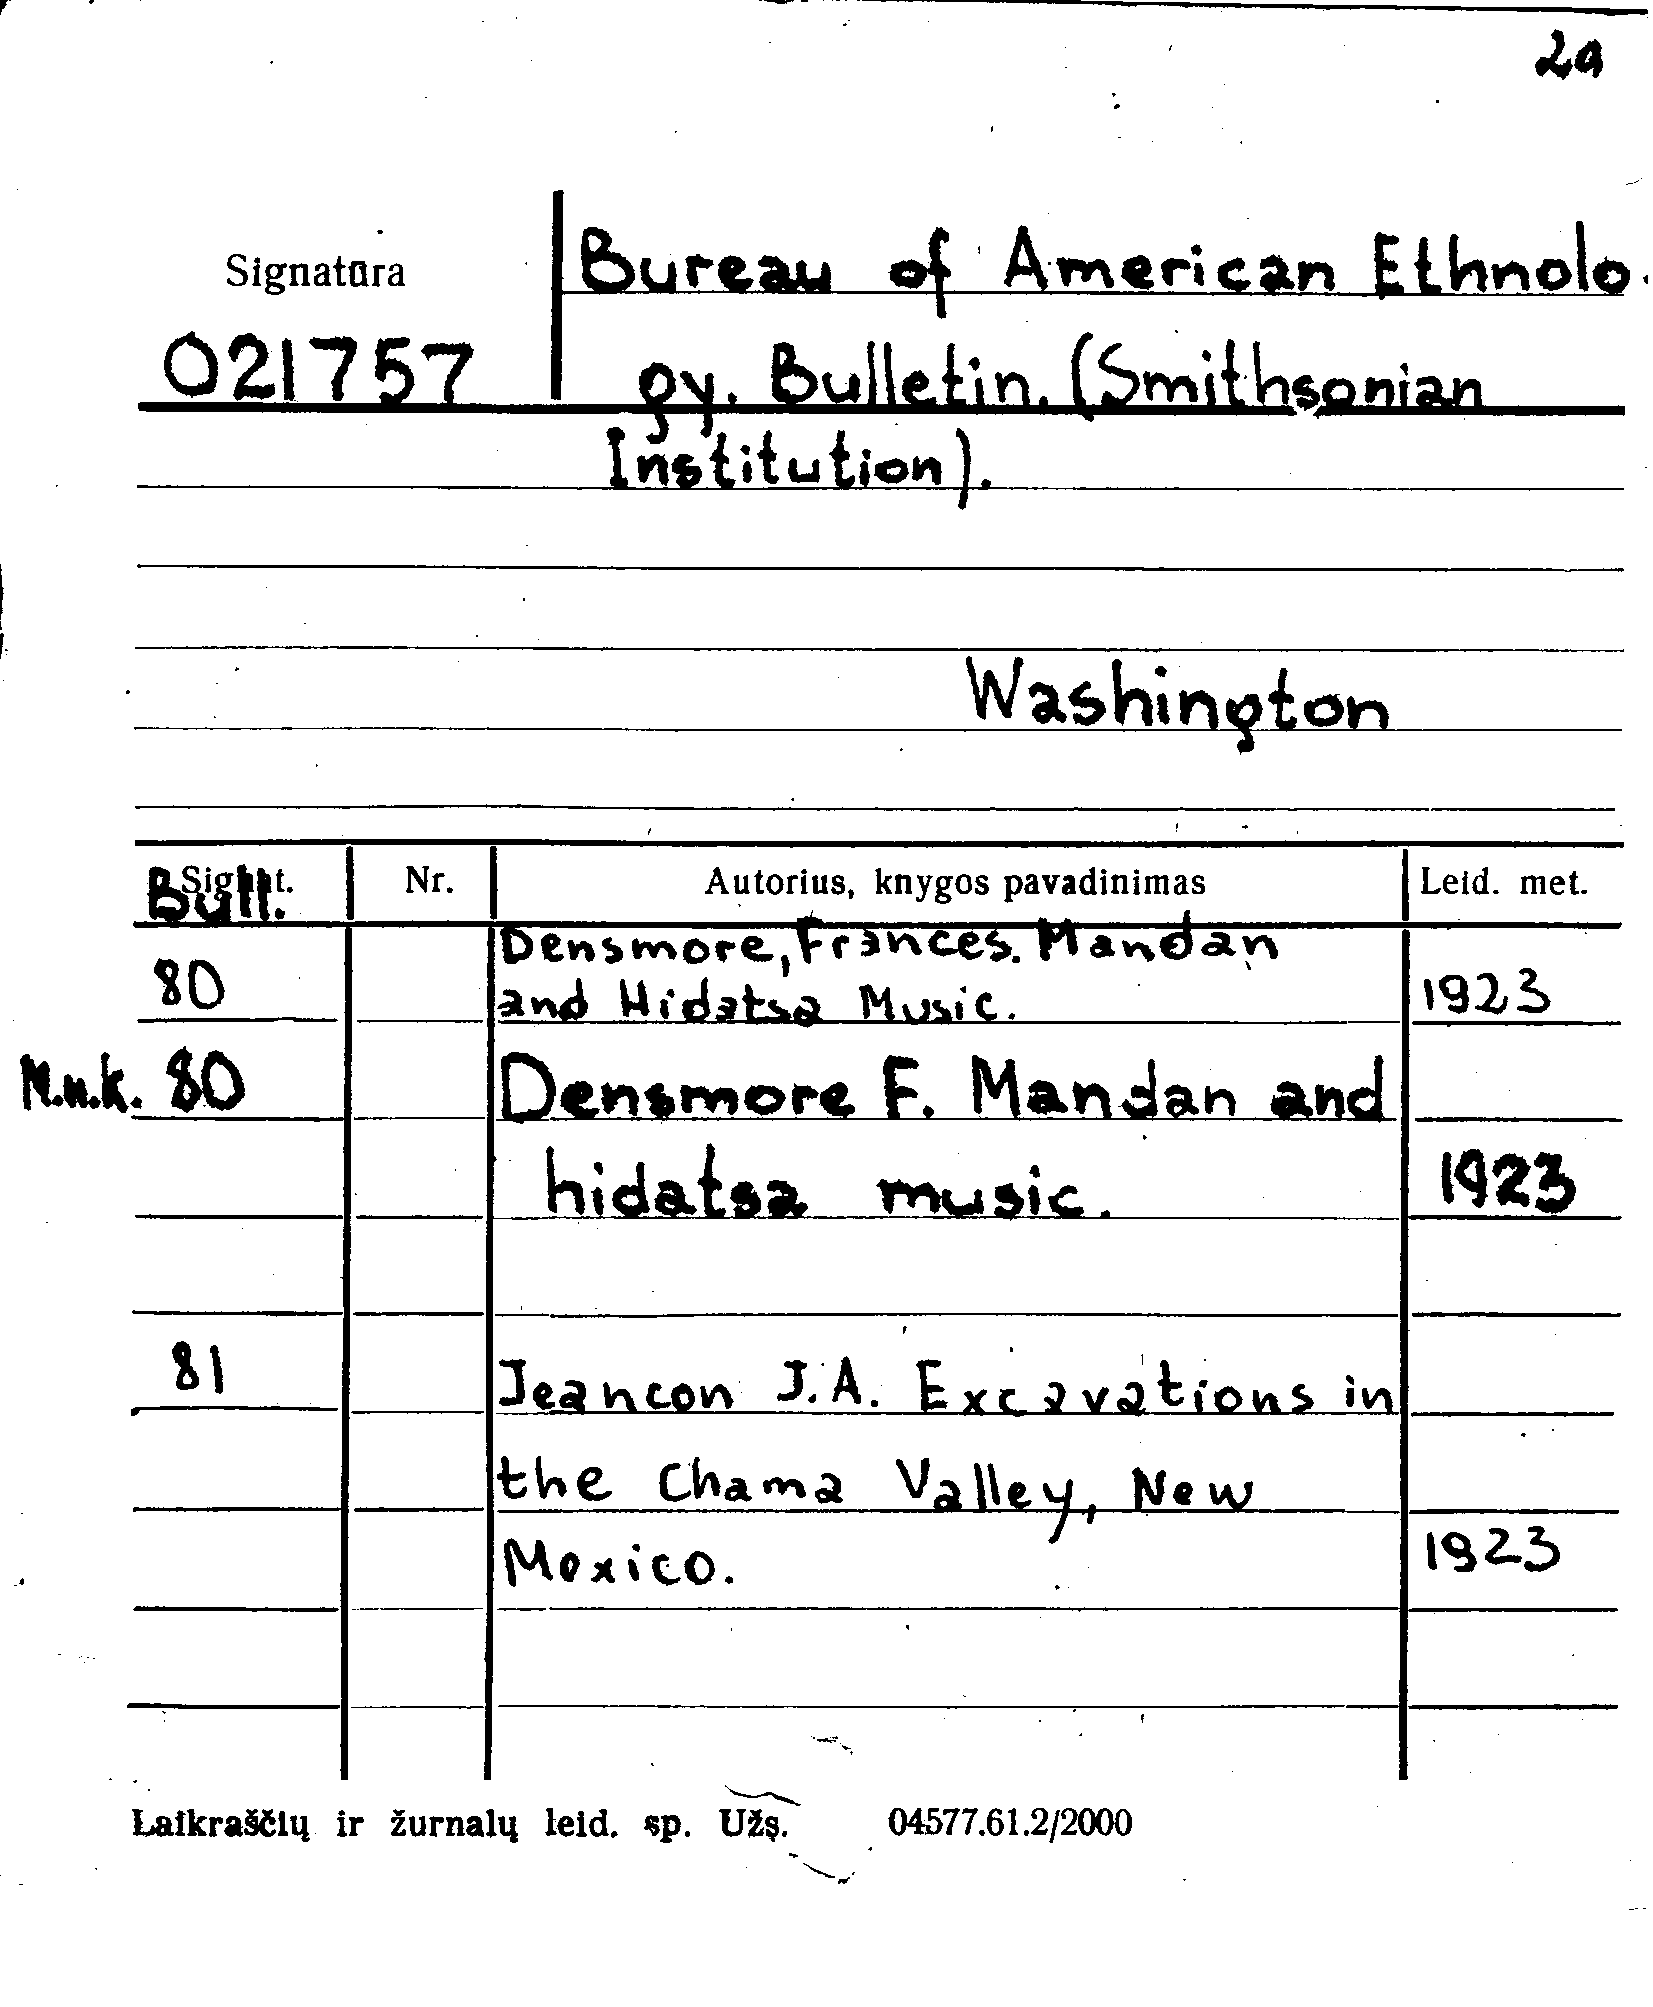 2a
Signatūra
021757
Bureau of American Ethnolo-
gy. Bulletin. (Smithsonian
Institution).
Washington
Bull. Nr. Autorius, knygos pavadinimas Leid. met.
Densmore, Frances. Mandan
80 and Hidatsa Music. 1923
M.n.k. 80 Densmore F. Mandan and
hidatsa music. 1923
81 Jeancon J.A. Excavations in
the Chama Valley, New
Mexico. 1923
Laikraščių ir žurnalų leid. sp. Užs. 04577.61.2/2000